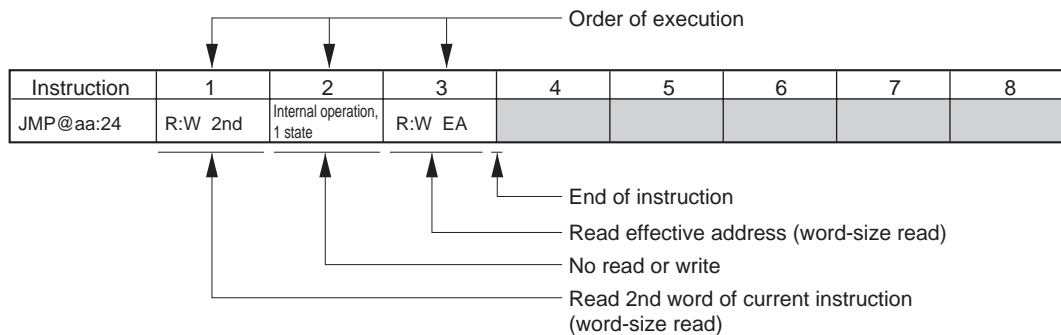 Order of execution
Instruction 1 2 3 4 5 6 7 8
JMP@aa:24 R:W 2nd Internal operation, 1 state R:W EA
End of instruction
Read effective address (word-size read)
No read or write
Read 2nd word of current instruction
(word-size read)